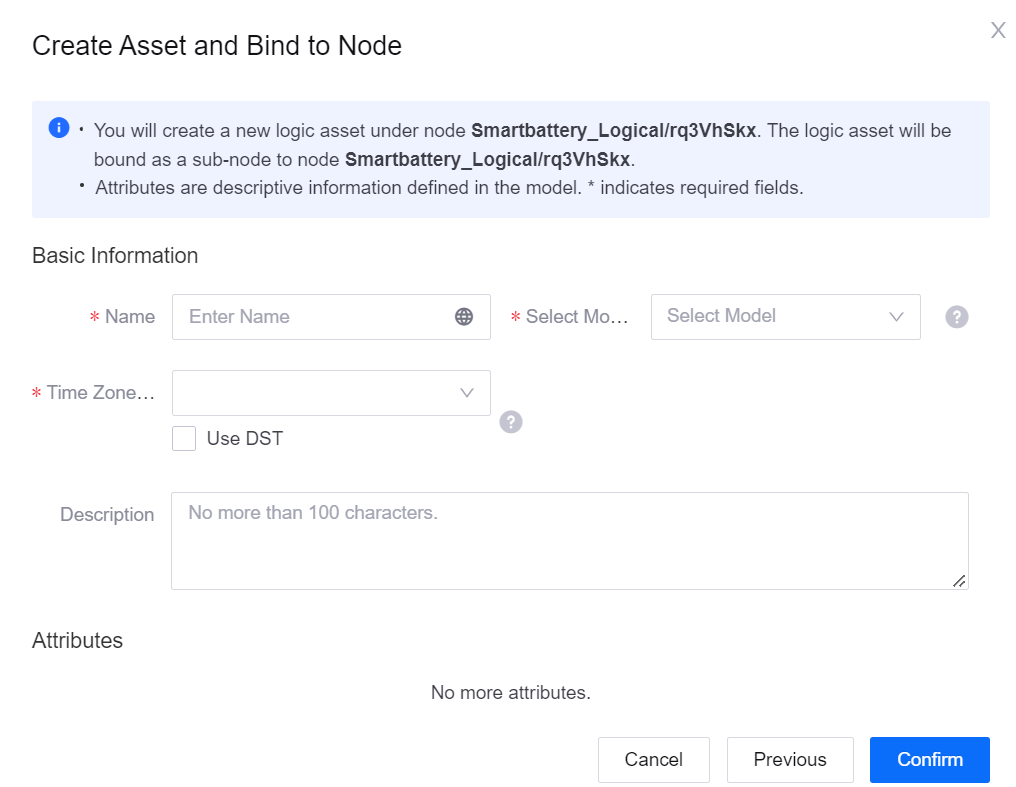 Create Asset and Bind to Node
X
• You will create a new logic asset under node Smartbattery_Logical/rq3VhSkx. The logic asset will be
bound as a sub-node to node Smartbattery_Logical/rq3VhSkx.
• Attributes are descriptive information defined in the model. * indicates required fields.
Basic Information
* Name Enter Name * Select Mo... Select Model ?
* Time Zone... ?
Use DST
Description No more than 100 characters.
Attributes
No more attributes.
Cancel Previous Confirm